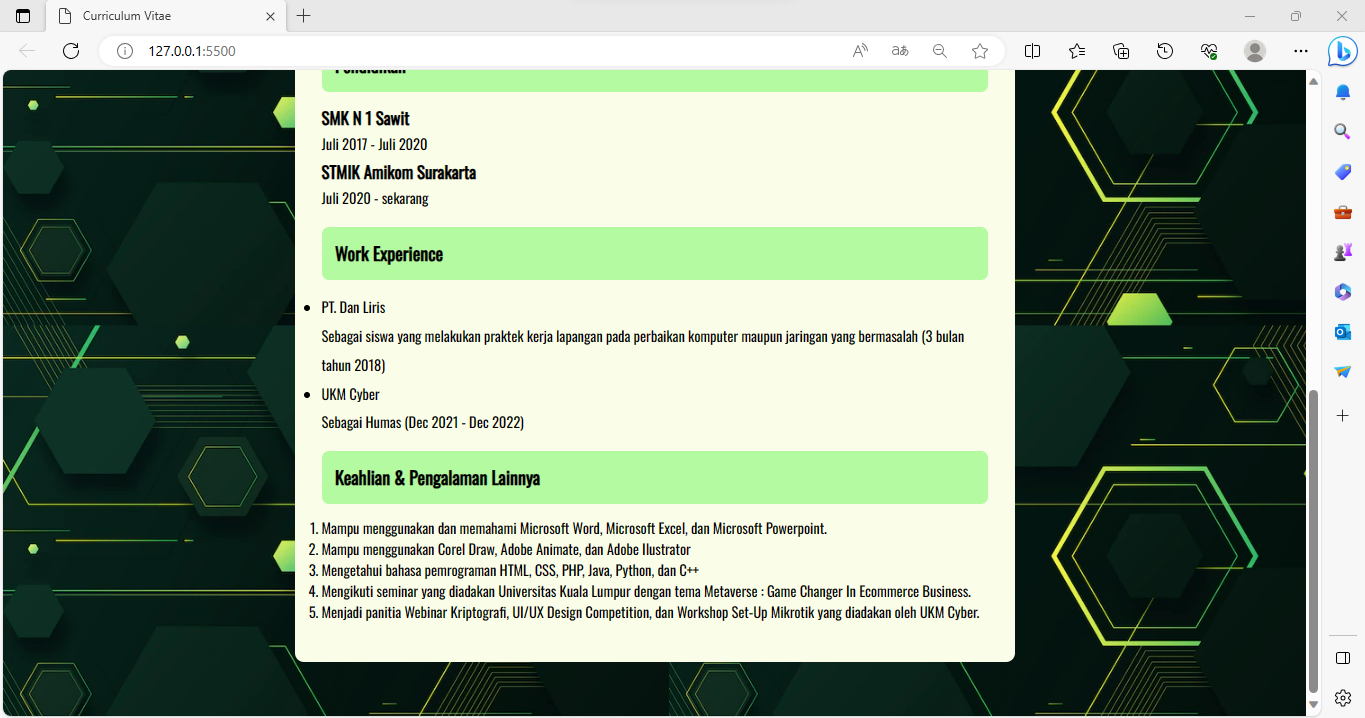 Curriculum Vitae
127.0.0.1:5500
Pendidikan
SMK N 1 Sawit
Juli 2017 - Juli 2020
STMIK Amikom Surakarta
Juli 2020 - sekarang
Work Experience
PT. Dan Liris
Sebagai siswa yang melakukan praktek kerja lapangan pada perbaikan komputer maupun jaringan yang bermasalah (3 bulan
tahun 2018)
UKM Cyber
Sebagai Humas (Dec 2021 - Dec 2022)
Keahlian & Pengalaman Lainnya
1. Mampu menggunakan dan memahami Microsoft Word, Microsoft Excel, dan Microsoft Powerpoint.
2. Mampu menggunakan Corel Draw, Adobe Animate, dan Adobe Ilustrator
3. Mengetahui bahasa pemrograman HTML, CSS, PHP, Java, Python, dan C++
4. Mengikuti seminar yang diadakan Universitas Kuala Lumpur dengan tema Metaverse : Game Changer In Ecommerce Business.
5. Menjadi panitia Webinar Kriptografi, UI/UX Design Competition, dan Workshop Set-Up Mikrotik yang diadakan oleh UKM Cyber.